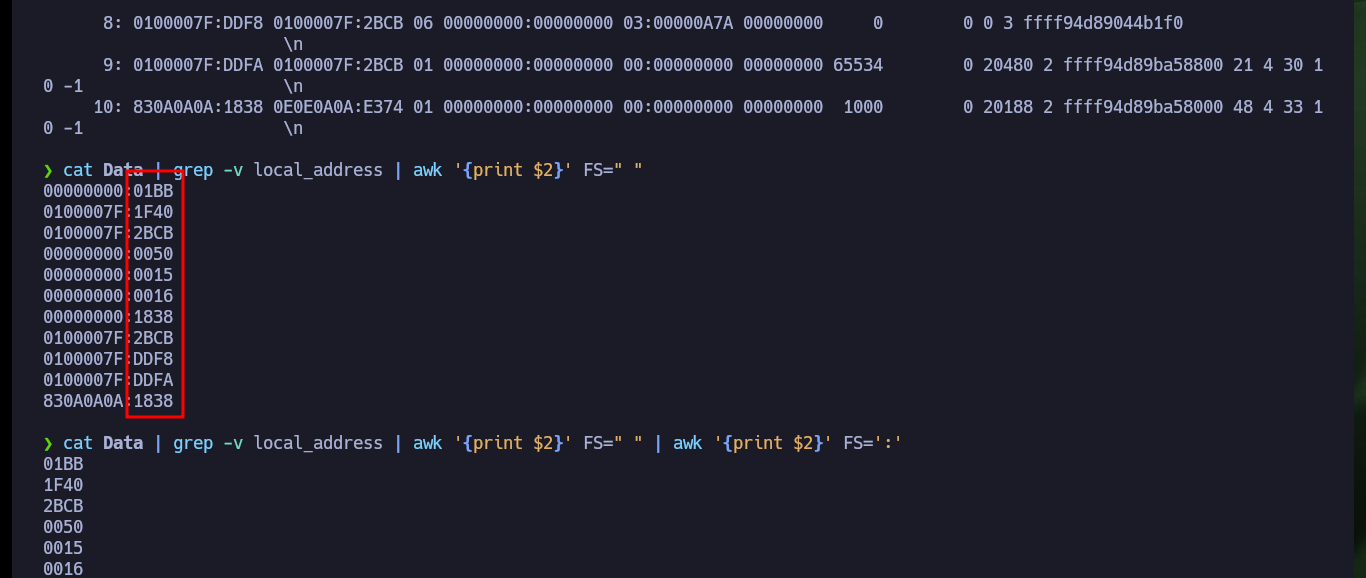 8: 0100007F:DDF8 0100007F:2BCB 06 00000000:00000000 03:00000A7A 00000000     0        0 0 3 ffff94d89044b1f0
\n
9: 0100007F:DDFA 0100007F:2BCB 01 00000000:00000000 00:00000000 00000000 65534        0 20480 2 ffff94d89ba58800 21 4 30 1
0 -1                    \n
10: 830A0A0A:1838 0E0E0A0A:E374 01 00000000:00000000 00:00000000 00000000  1000        0 20188 2 ffff94d89ba58000 48 4 33 1
0 -1                    \n
❯ cat Data | grep -v local_address | awk '{print $2}' FS=" "
00000000:01BB
0100007F:1F40
0100007F:2BCB
00000000:0050
00000000:0015
00000000:0016
00000000:1838
0100007F:2BCB
0100007F:DDF8
0100007F:DDFA
830A0A0A:1838
❯ cat Data | grep -v local_address | awk '{print $2}' FS=" " | awk '{print $2}' FS=':'
01BB
1F40
2BCB
0050
0015
0016